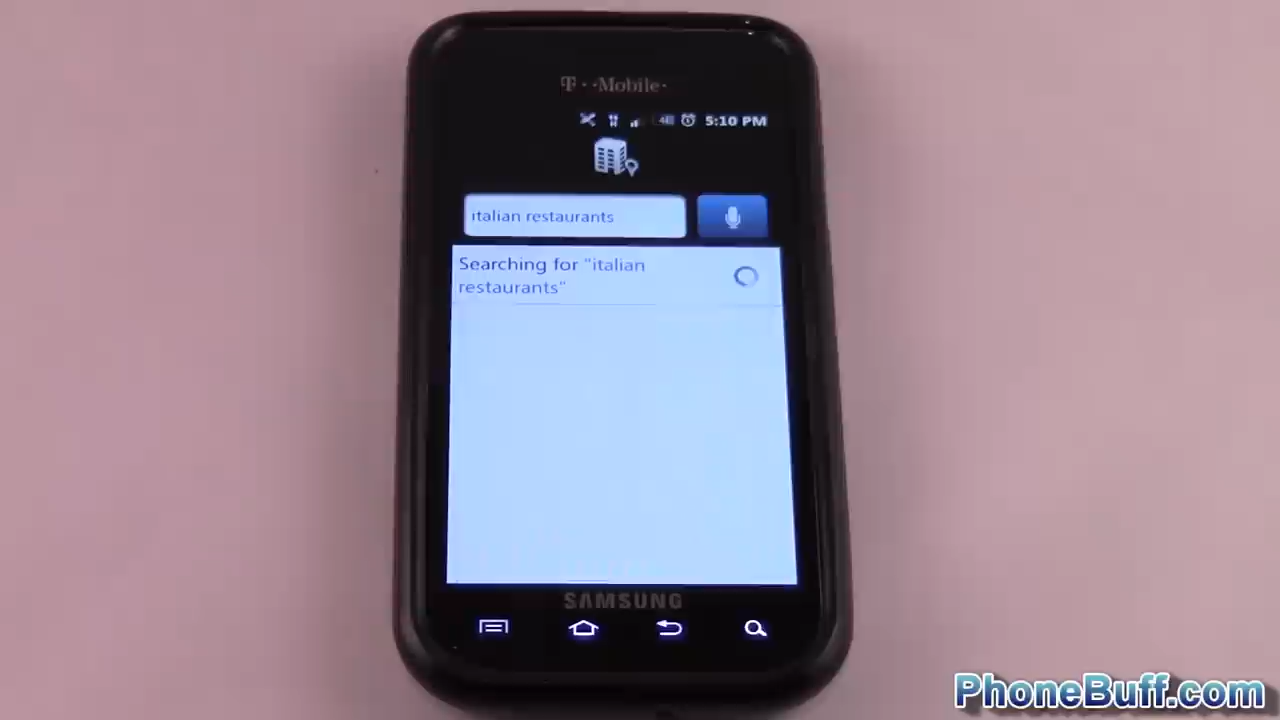 T··Mobile·
5:10 PM
italian restaurants
Searching for "italian
restaurants"
SAMSUNG
PhoneBuff.com